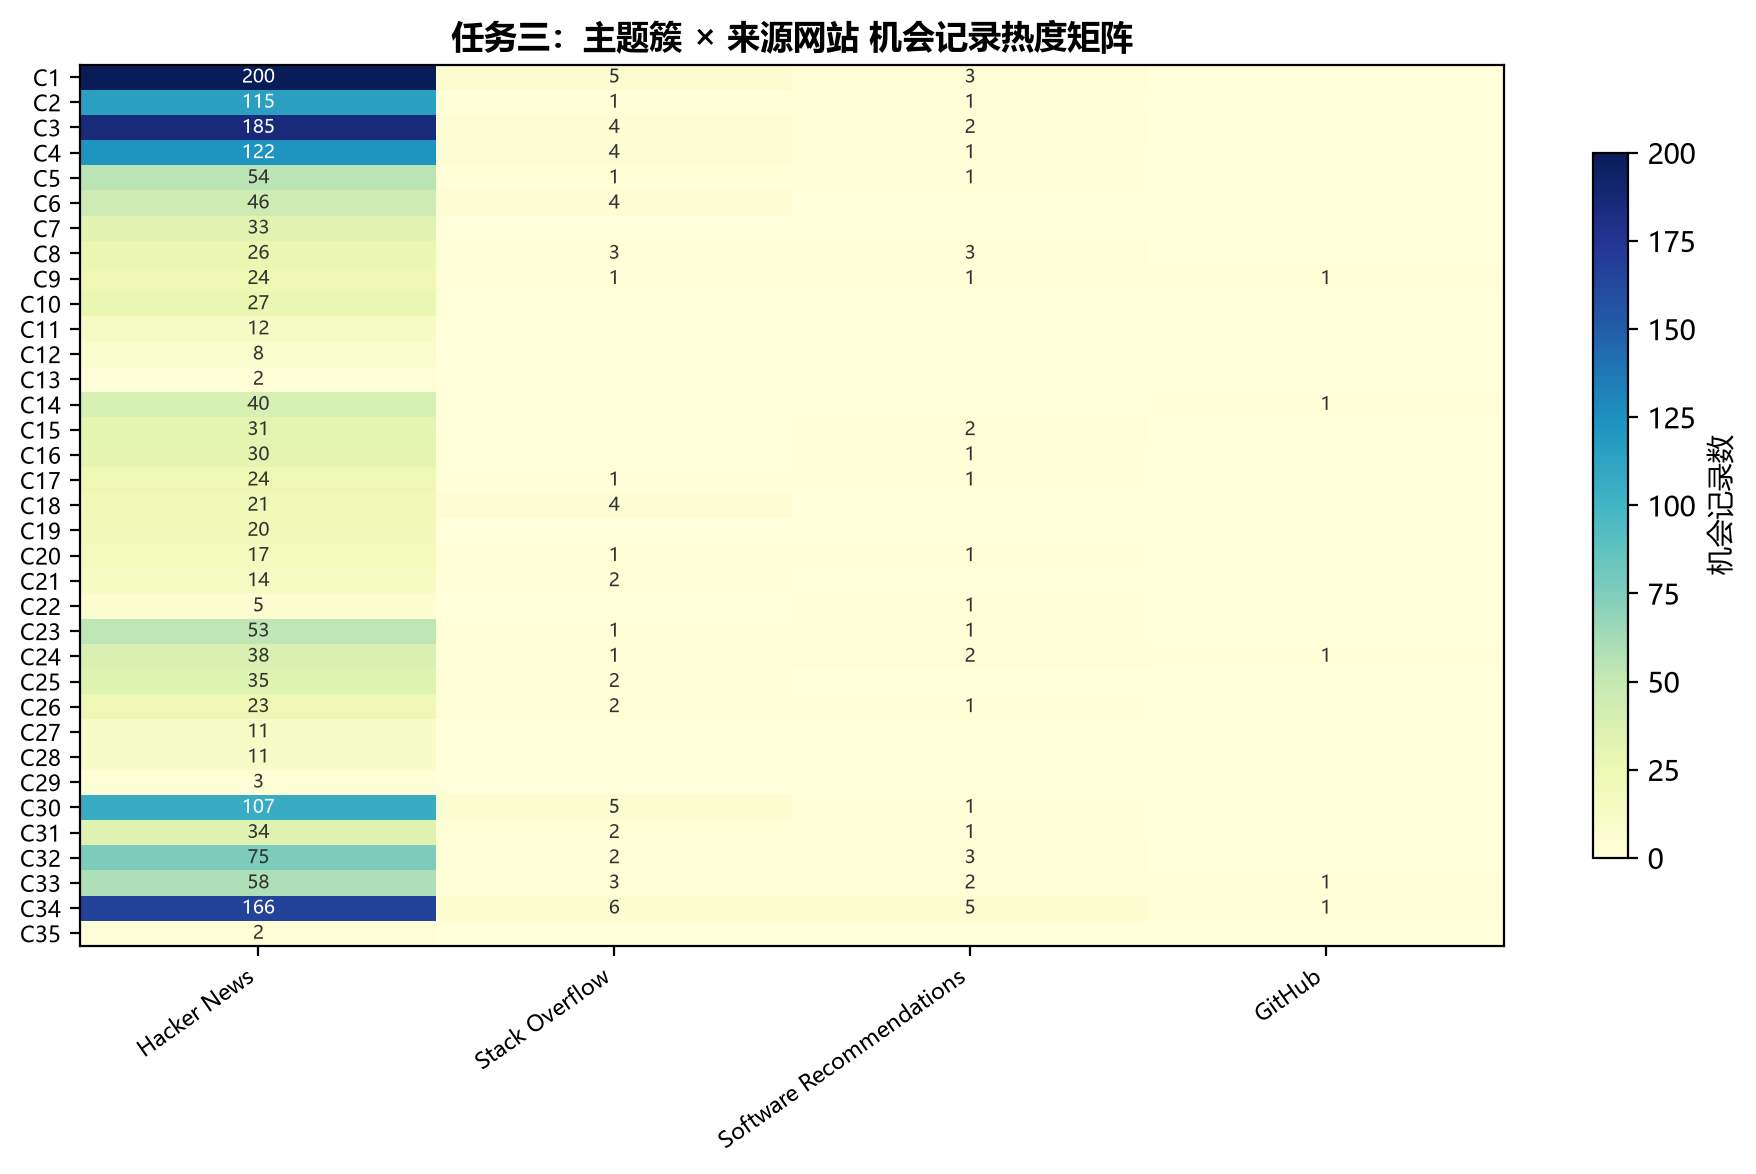 任务三：主题簇 × 来源网站 机会记录热度矩阵
C1 200 5 3
C2 115 1 1
C3 185 4 2
C4 122 4 1
C5 54 1 1
C6 46 4
C7 33
C8 26 3 3
C9 24 1 1 1
C10 27
C11 12
C12 8
C13 2
C14 40 1
C15 31 2
C16 30 1
C17 24 1 1
C18 21 4
C19 20
C20 17 1 1
C21 14 2
C22 5 1
C23 53 1 1
C24 38 1 2 1
C25 35 2
C26 23 2 1
C27 11
C28 11
C29 3
C30 107 5 1
C31 34 2 1
C32 75 2 3
C33 58 3 2 1
C34 166 6 5 1
C35 2
Hacker News
Stack Overflow
Software Recommendations
GitHub
200
175
150
125
100
75
50
25
0
机会记录数